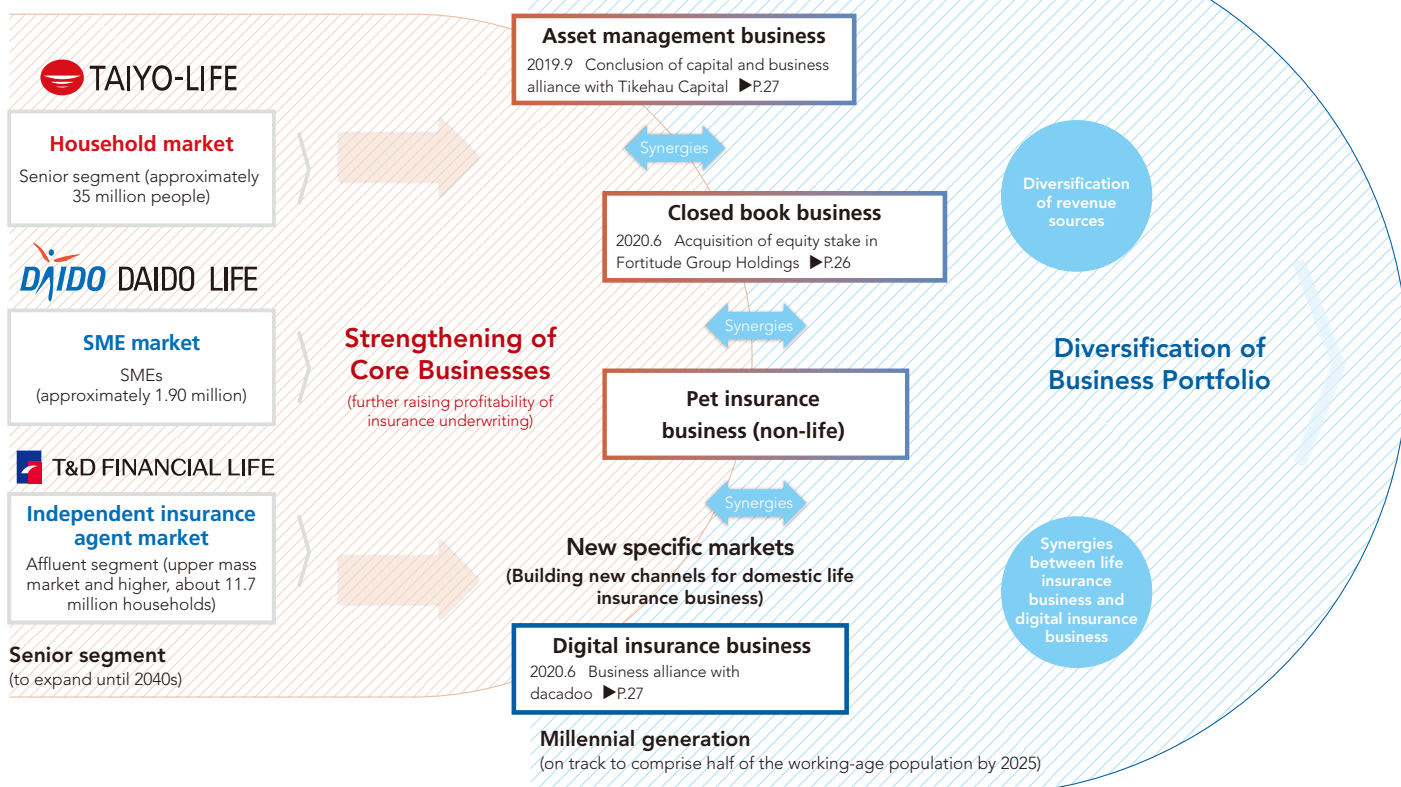 TAIYO-LIFE
Household market
Senior segment (approximately
35 million people)
DAIDO DAIDO LIFE
SME market
SMEs
(approximately 1.90 million)
T&D FINANCIAL LIFE
Independent insurance
agent market
Affluent segment (upper mass
market and higher, about 11.7
million households)
Senior segment
(to expand until 2040s)
Strengthening of
Core Businesses
(further raising profitability of
insurance underwriting)
Asset management business
2019.9 Conclusion of capital and business
alliance with Tikehau Capital ▶P.27
Synergies
Closed book business
2020.6 Acquisition of equity stake in
Fortitude Group Holdings ▶P.26
Synergies
Pet insurance
business (non-life)
Synergies
New specific markets
(Building new channels for domestic life
insurance business)
Digital insurance business
2020.6 Business alliance with
dacadoo ▶P.27
Millennial generation
(on track to comprise half of the working-age population by 2025)
Diversification
of revenue
sources
Diversification of
Business Portfolio
Synergies
between life
insurance
business and
digital insurance
business